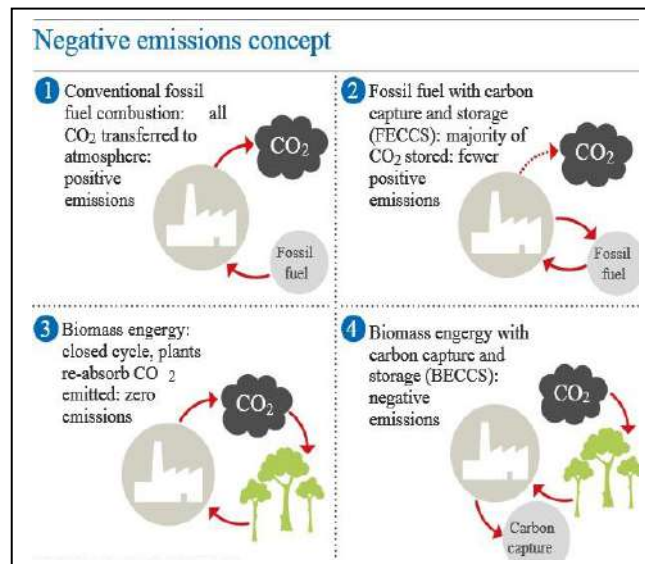 Negative emissions concept
1 Conventional fossil
fuel combustion: all
CO₂ transferred to
atmosphere:
positive
emissions
CO₂
Fossil
fuel
2 Fossil fuel with carbon
capture and storage
(FECCS): majority of
CO₂ stored: fewer
positive
emissions
CO₂
Fossil
fuel
3 Biomass engergy:
closed cycle, plants
re-absorb CO ₂
emitted: zero
emissions
CO₂
4 Biomass engergy with
carbon capture and
storage (BECCS):
negative
emissions
CO₂
Carbon
capture